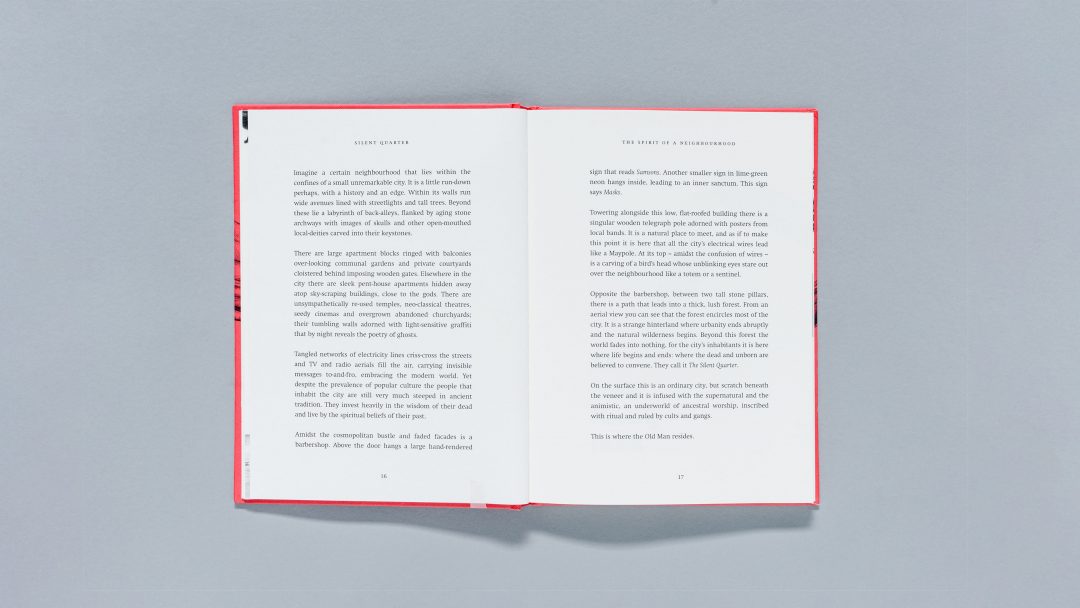 SILENT QUARTER
Imagine a certain neighbourhood that lies within the
confines of a small unremarkable city. It is a little run-down
perhaps, with a history and an edge. Within its walls run
wide avenues lined with streetlights and tall trees. Beyond
these lie a labyrinth of back-alleys, flanked by aging stone
archways with images of skulls and other open-mouthed
local-deities carved into their keystones.
There are large apartment blocks ringed with balconies
over-looking communal gardens and private courtyards
cloistered behind imposing wooden gates. Elsewhere in the
city there are sleek pent-house apartments hidden away
atop sky-scraping buildings, close to the gods. There are
unsympathetically re-used temples, neo-classical theatres,
seedy cinemas and overgrown abandoned churchyards;
their tumbling walls adorned with light-sensitive graffiti
that by night reveals the poetry of ghosts.
Tangled networks of electricity lines criss-cross the streets
and TV and radio aerials fill the air, carrying invisible
messages to-and-fro, embracing the modern world. Yet
despite the prevalence of popular culture the people that
inhabit the city are still very much steeped in ancient
tradition. They invest heavily in the wisdom of their dead
and live by the spiritual beliefs of their past.
Amidst the cosmopolitan bustle and faded facades is a
barbershop. Above the door hangs a large hand-rendered
16
THE SPIRIT OF A NEIGHBOURHOOD
sign that reads Samsons. Another smaller sign in lime-green
neon hangs inside, leading to an inner sanctum. This sign
says Masks.
Towering alongside this low, flat-roofed building there is a
singular wooden telegraph pole adorned with posters from
local bands. It is a natural place to meet, and as if to make
this point it is here that all the city's electrical wires lead
like a Maypole. At its top – amidst the confusion of wires –
is a carving of a bird's head whose unblinking eyes stare out
over the neighbourhood like a totem or a sentinel.
Opposite the barbershop, between two tall stone pillars,
there is a path that leads into a thick, lush forest. From an
aerial view you can see that the forest encircles most of the
city. It is a strange hinterland where urbanity ends abruptly
and the natural wilderness begins. Beyond this forest the
world fades into nothing, for the city's inhabitants it is here
where life begins and ends; where the dead and unborn are
believed to convene. They call it The Silent Quarter.
On the surface this is an ordinary city, but scratch beneath
the veneer and it is infused with the supernatural and the
animistic, an underworld of ancestral worship, inscribed
with ritual and ruled by cults and gangs.
This is where the Old Man resides.
17